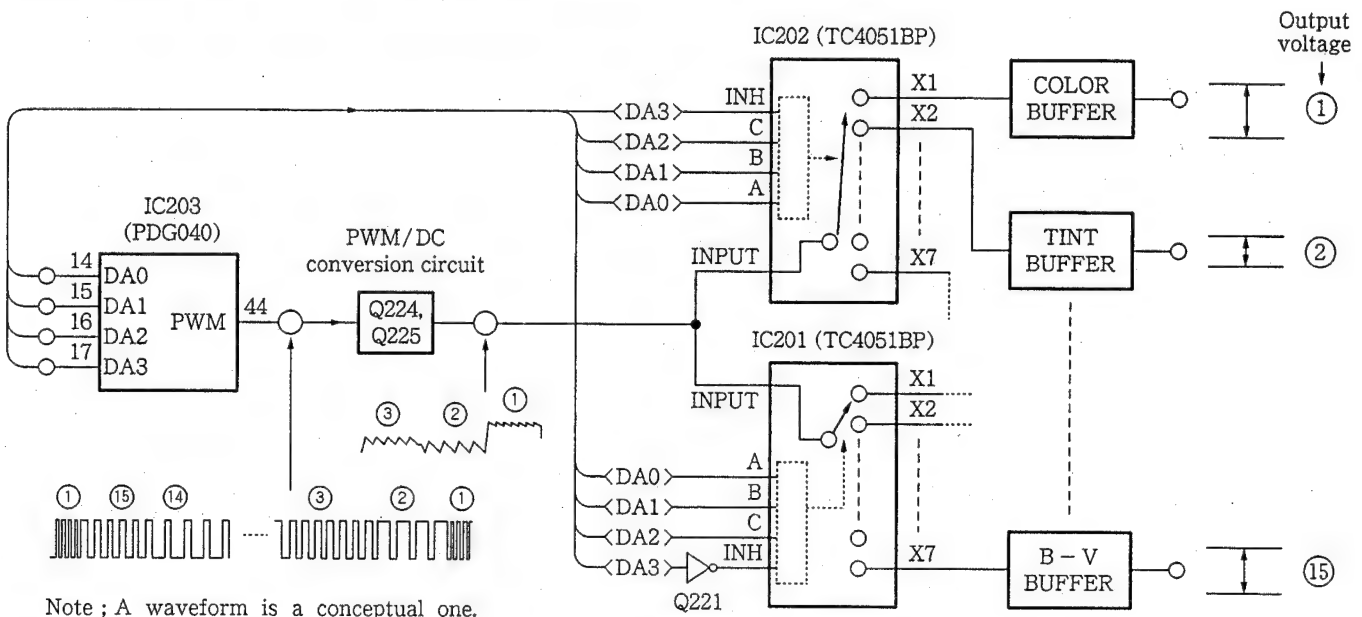 Output
voltage
IC202 (TC4051BP)
INH
C
B
A
<DA3>
<DA2>
<DA1>
<DA0>
X1
X2
X7
INPUT
COLOR
BUFFER
①
TINT
BUFFER
②
IC203
(PDG040)
14
15
16
17
DA0
DA1
DA2
DA3
PWM
44
PWM/DC
conversion circuit
Q224,
Q225
③ ② ①
① ⑮ ⑭ ③ ② ①
IC201 (TC4051BP)
INPUT
X1
X2
X7
<DA0>
<DA1>
<DA2>
<DA3>
A
B
C
INH
Q221
B-V
BUFFER
⑮
Note ; A waveform is a conceptual one.